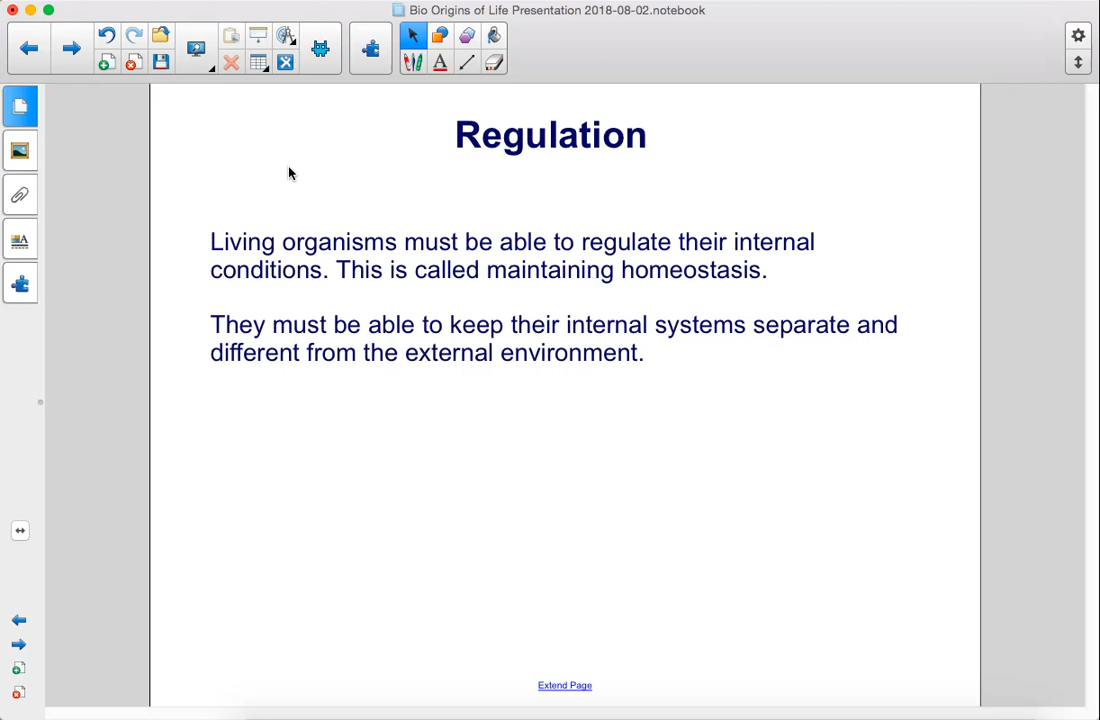 Bio Origins of Life Presentation 2018-08-02.notebook
Regulation
Living organisms must be able to regulate their internal
conditions. This is called maintaining homeostasis.
They must be able to keep their internal systems separate and
different from the external environment.
Extend Page